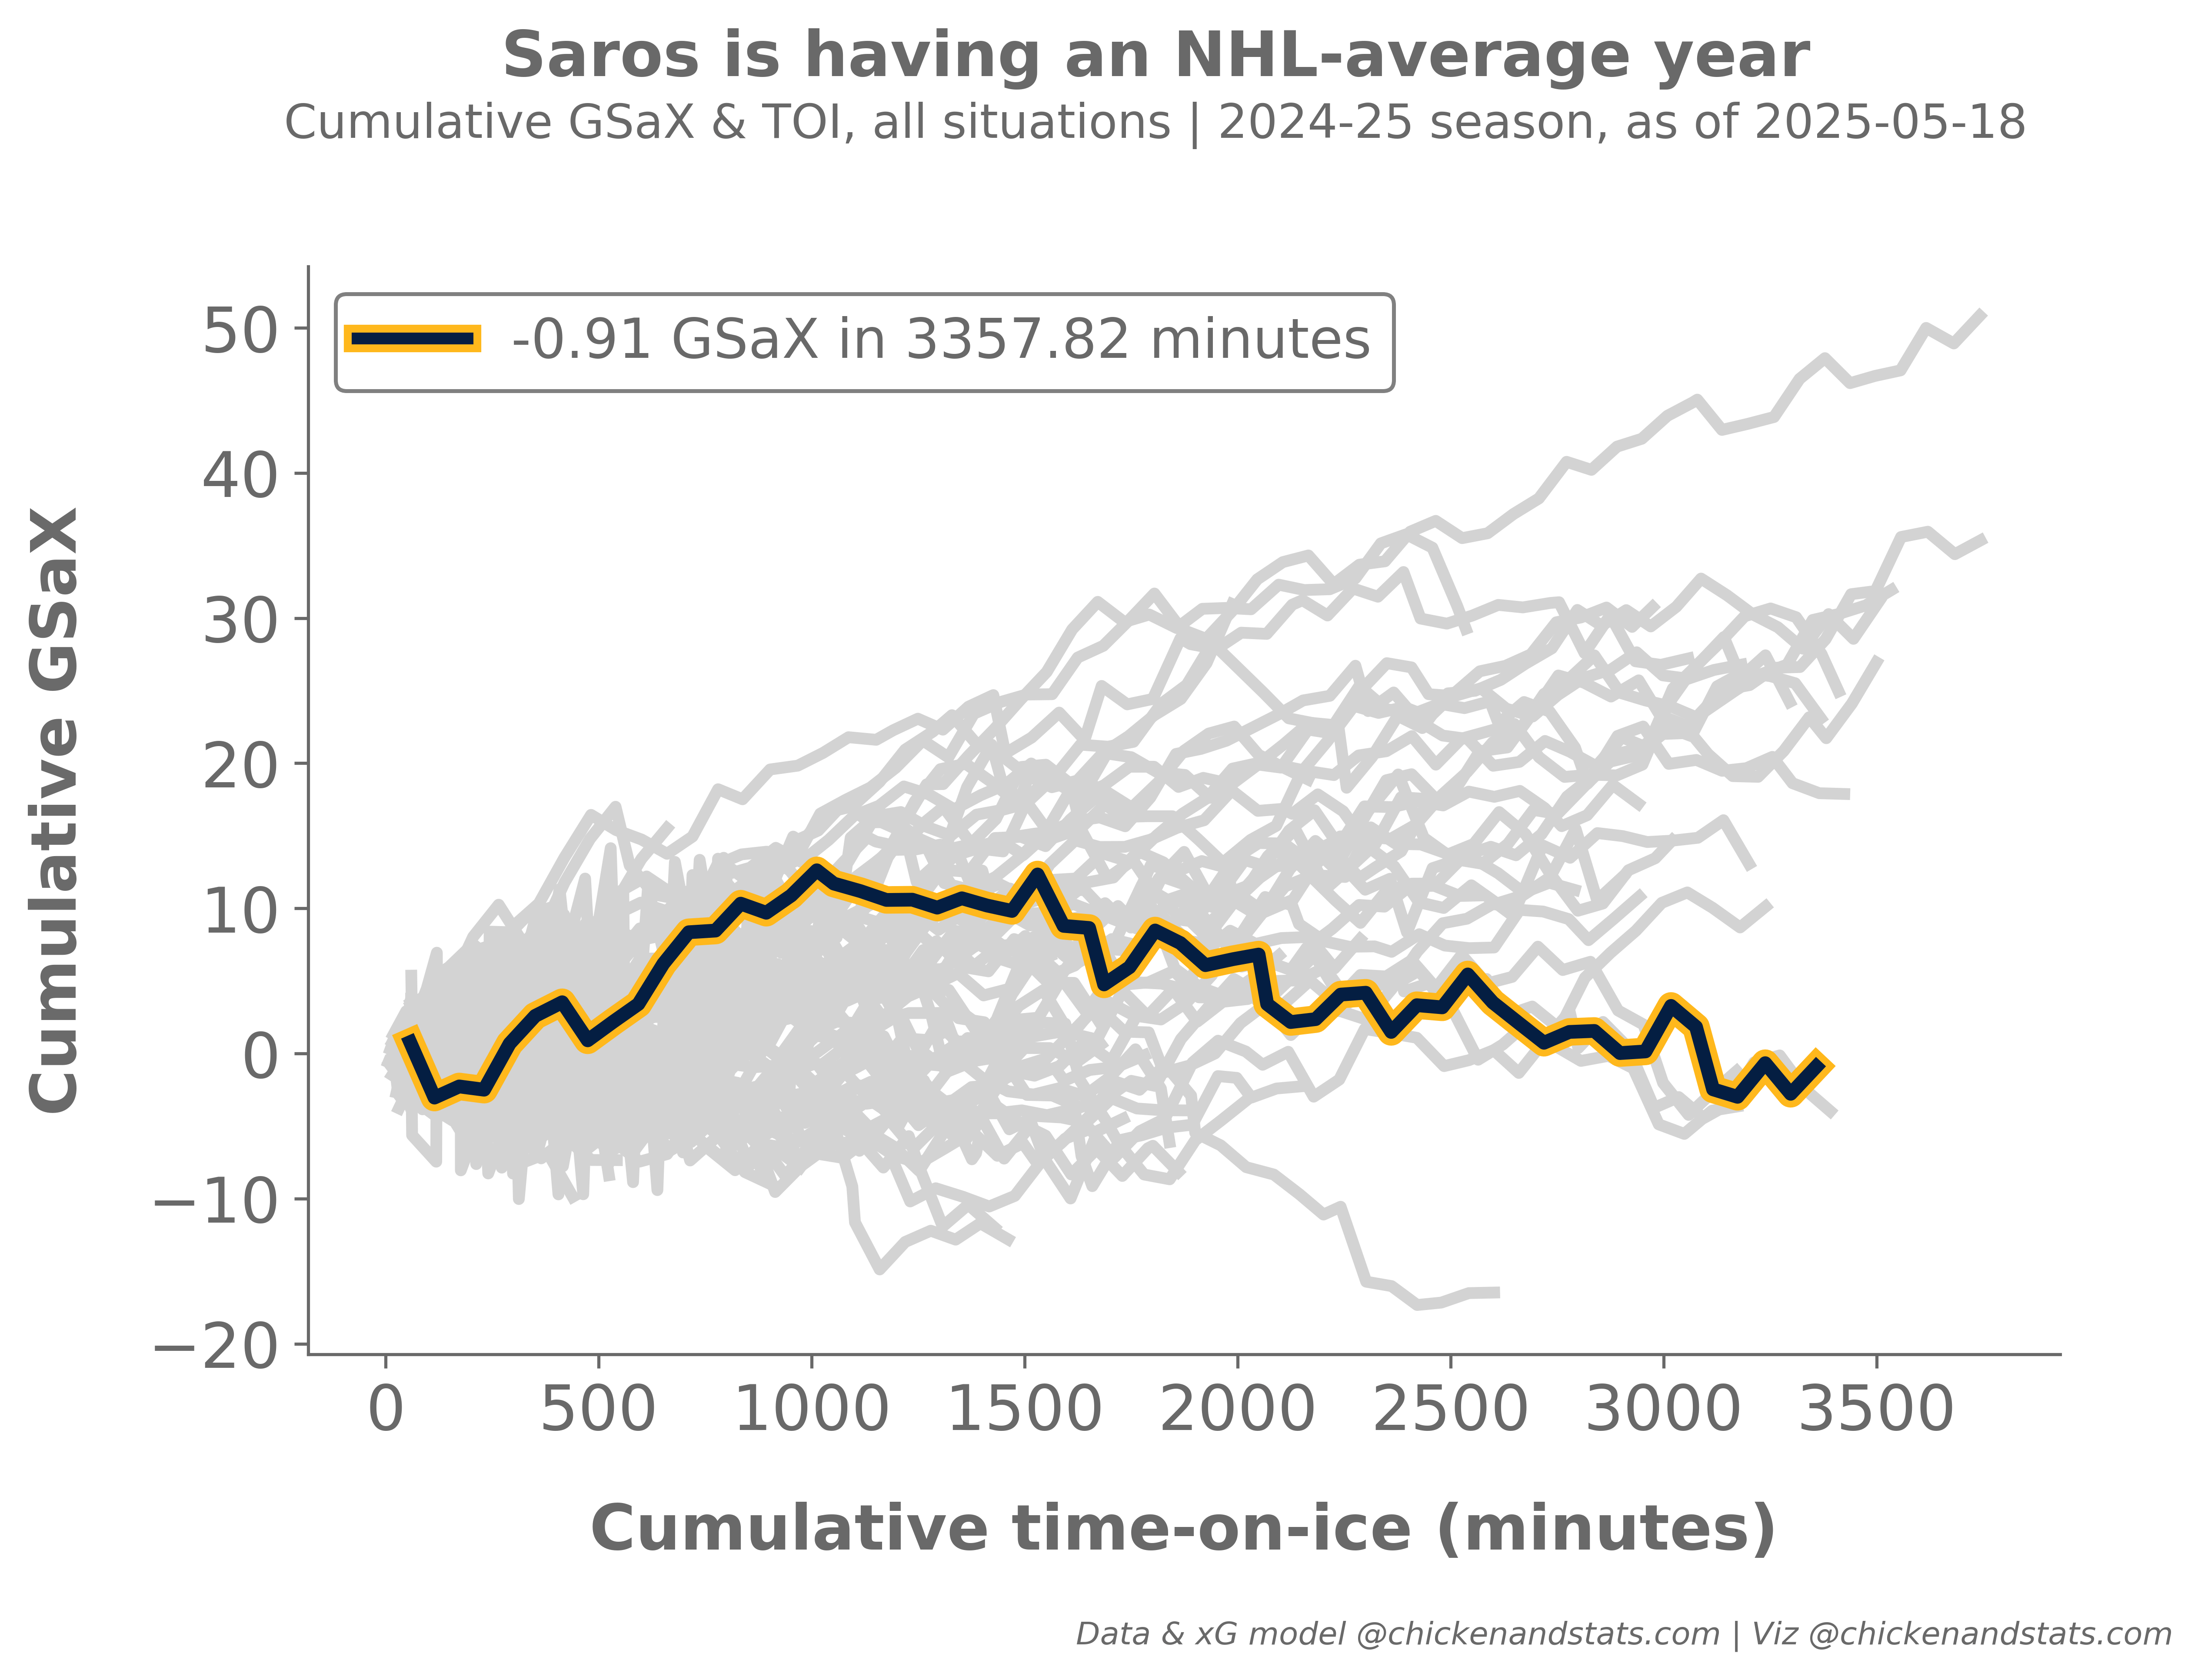 Saros is having an NHL-average year
Cumulative GSaX & TOI, all situations | 2024-25 season, as of 2025-05-18
-0.91 GSaX in 3357.82 minutes
Cumulative GSaX
50
40
30
20
10
0
−10
−20
0 500 1000 1500 2000 2500 3000 3500
Cumulative time-on-ice (minutes)
Data & xG model @chickenandstats.com | Viz @chickenandstats.com